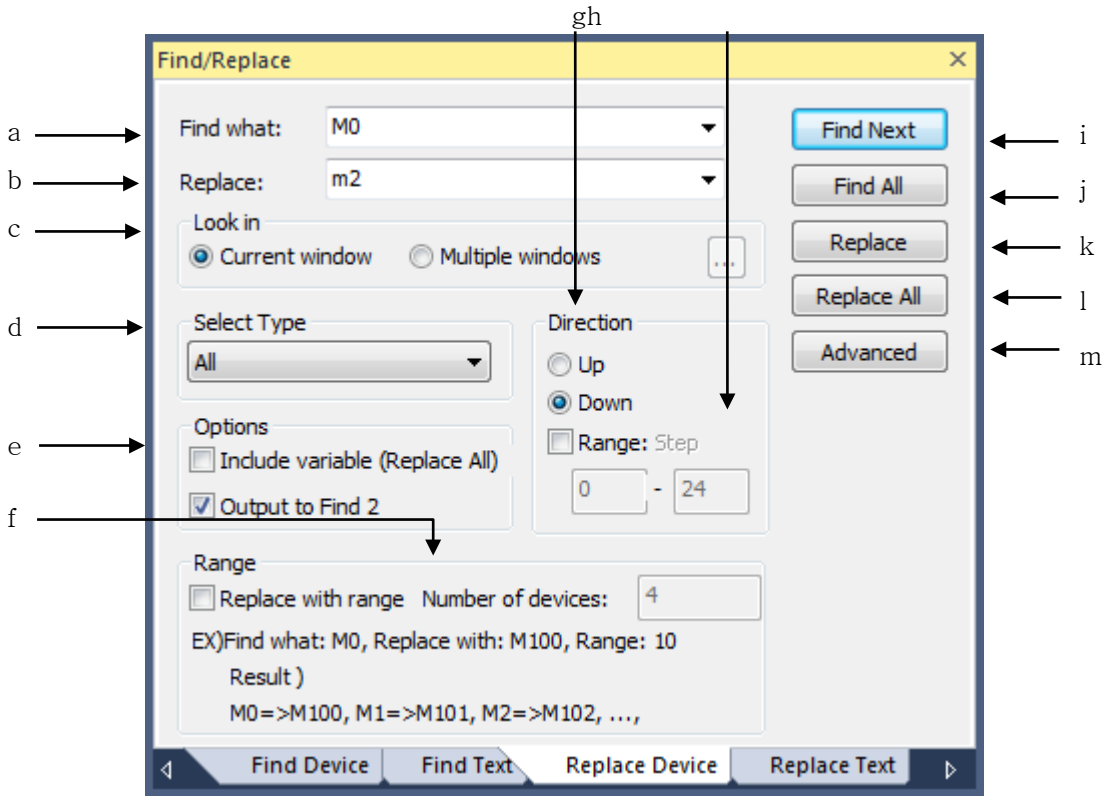 gh
Find/Replace
a
Find what: M0
Find Next
i
b
Replace: m2
Find All
j
c
Look in
Current window Multiple windows ...
Replace
k
Replace All
l
d
Select Type
All
Direction
Up
Down
Advanced
m
e
Options
Include variable (Replace All)
Output to Find 2
Range: Step
0 - 24
f
Range
Replace with range Number of devices: 4
EX)Find what: M0, Replace with: M100, Range: 10
Result )
M0=>M100, M1=>M101, M2=>M102, ...,
Find Device Find Text Replace Device Replace Text